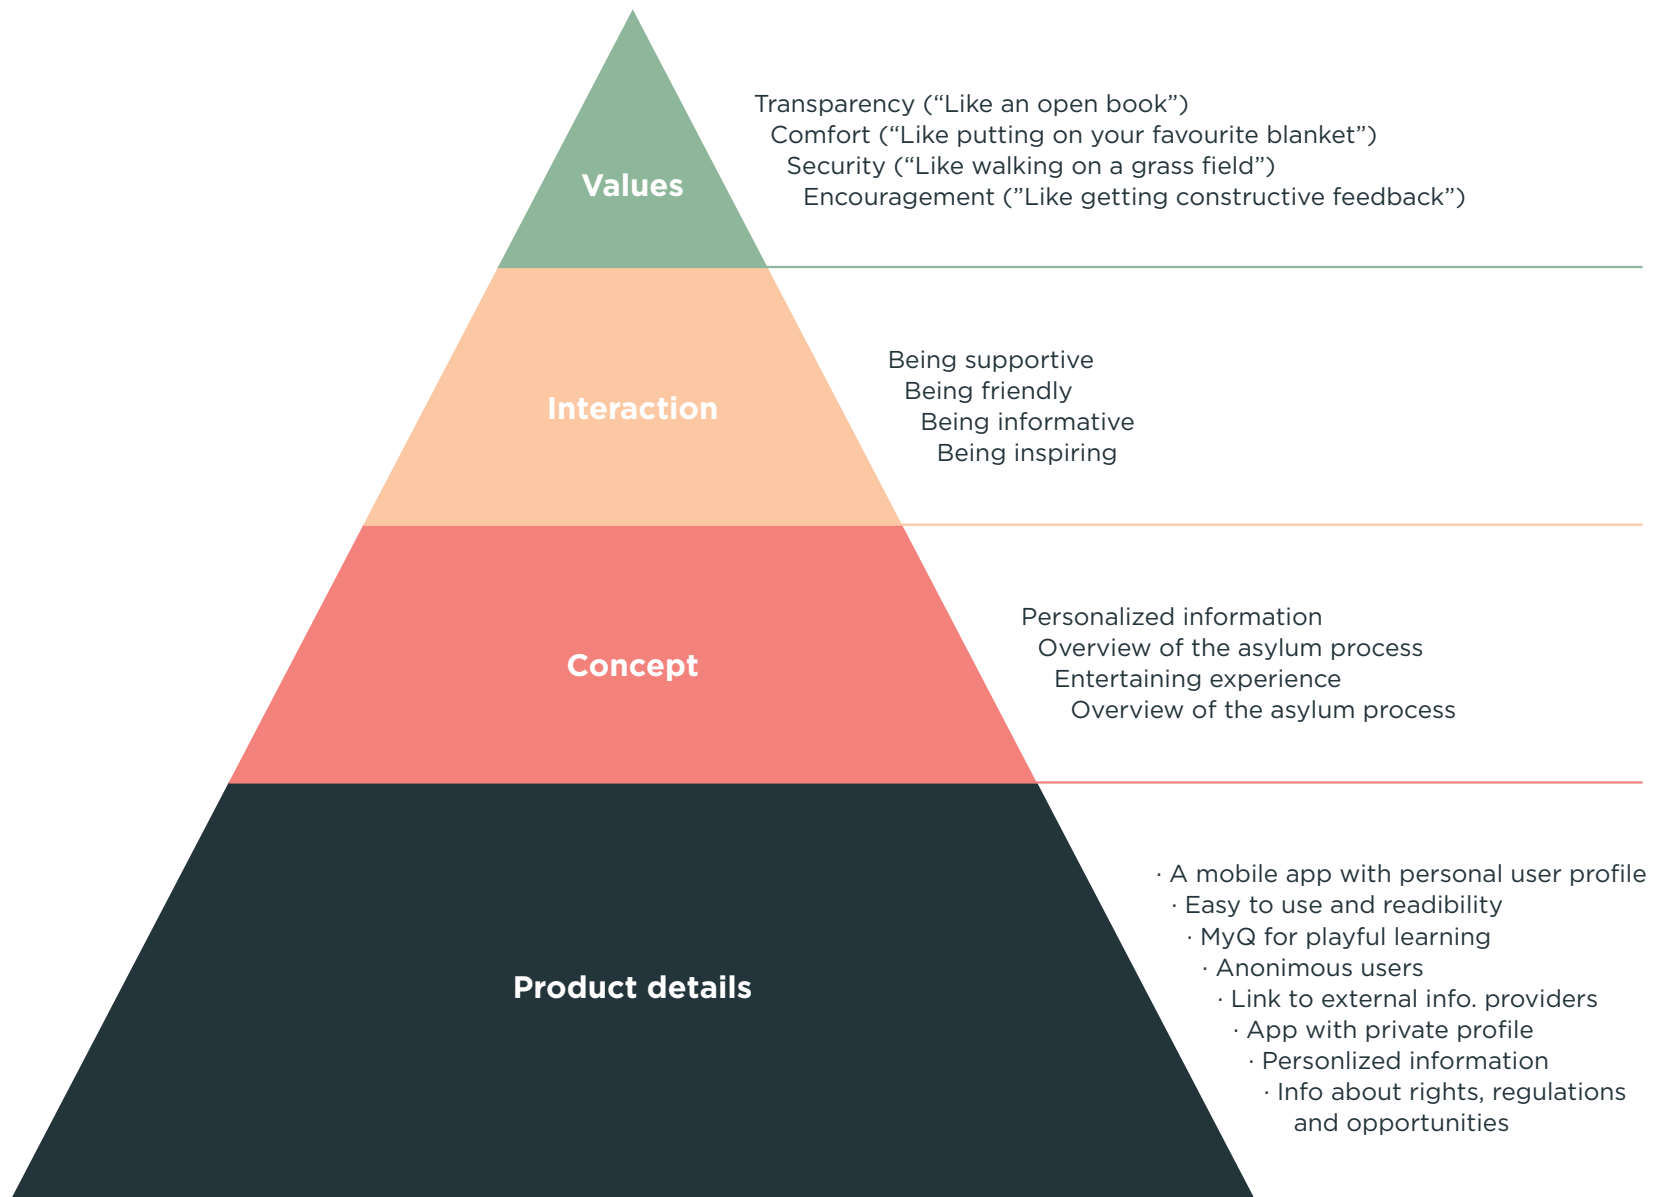 Values
Transparency (“Like an open book”)
Comfort (“Like putting on your favourite blanket”)
Security (“Like walking on a grass field”)
Encouragement (”Like getting constructive feedback”)
Interaction
Being supportive
Being friendly
Being informative
Being inspiring
Concept
Personalized information
Overview of the asylum process
Entertaining experience
Overview of the asylum process
Product details
· A mobile app with personal user profile
· Easy to use and readibility
· MyQ for playful learning
· Anonimous users
· Link to external info. providers
· App with private profile
· Personlized information
· Info about rights, regulations
and opportunities